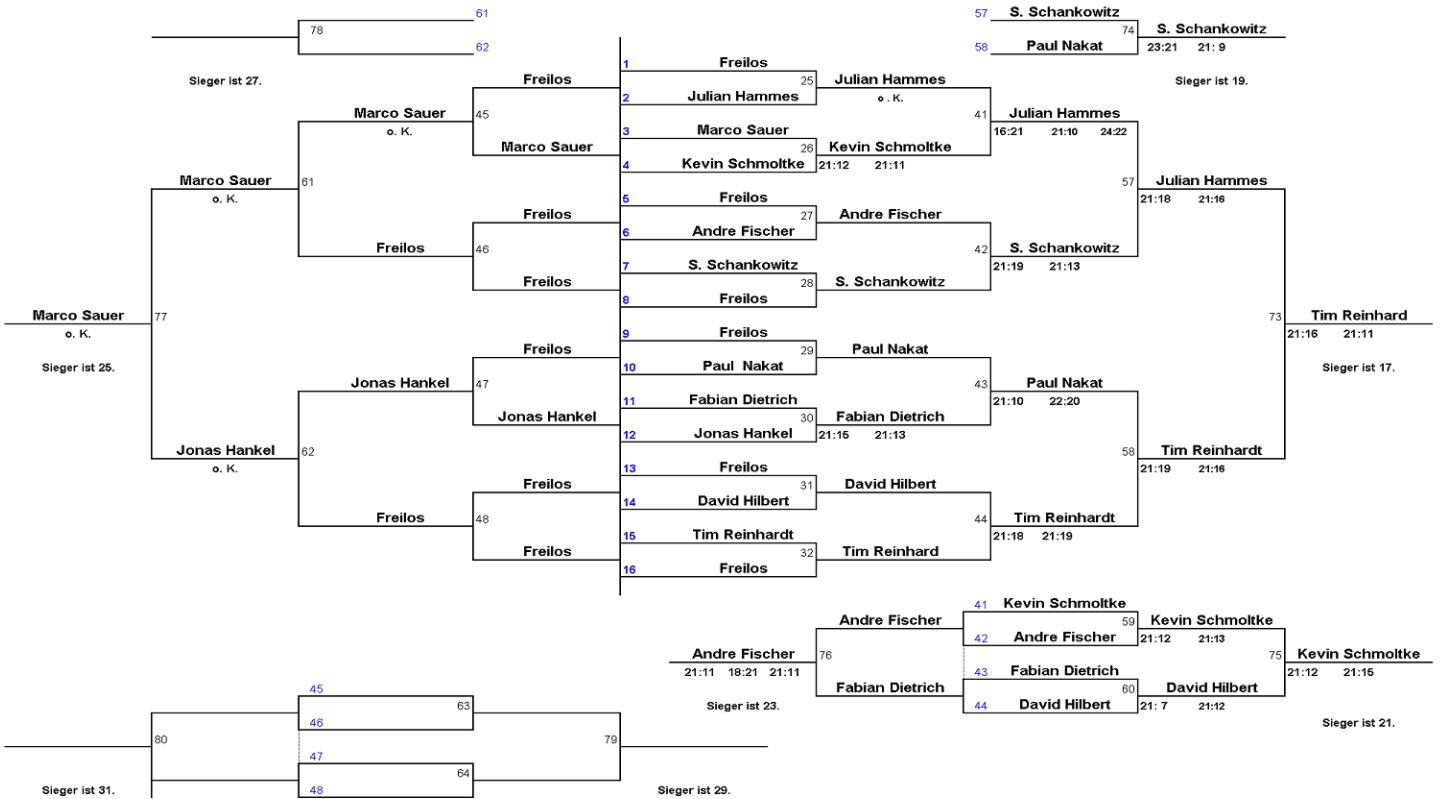 61 57 S. Schankowitz
78 74 S. Schankowitz
62 58 Paul Nakat 23:21 21: 9
1 Freilos
Sieger ist 27. Freilos 25 Julian Hammes Sieger ist 19.
2 Julian Hammes o . K.
Marco Sauer 45 41 Julian Hammes
o. K. 3 Marco Sauer 16:21 21:10 24:22
Marco Sauer 26 Kevin Schmoltke
4 Kevin Schmoltke 21:12 21:11
Marco Sauer 61 57 Julian Hammes
o. K. 5 Freilos 21:18 21:16
Freilos 27 Andre Fischer
6 Andre Fischer
Freilos 46 42 S. Schankowitz
7 S. Schankowitz 21:19 21:13
Freilos 28 S. Schankowitz
8 Freilos
Marco Sauer 77 73 Tim Reinhard
o. K. 9 Freilos 21:16 21:11
Freilos 29 Paul Nakat
Sieger ist 25. 10 Paul Nakat Sieger ist 17.
Jonas Hankel 47 43 Paul Nakat
11 Fabian Dietrich 21:10 22:20
Jonas Hankel 30 Fabian Dietrich
12 Jonas Hankel 21:15 21:13
Jonas Hankel 62 58 Tim Reinhardt
o. K. 13 Freilos 21:19 21:16
Freilos 31 David Hilbert
14 David Hilbert
Freilos 48 44 Tim Reinhardt
15 Tim Reinhardt 21:18 21:19
Freilos 32 Tim Reinhard
16 Freilos
41 Kevin Schmoltke
Andre Fischer 59 Kevin Schmoltke
42 Andre Fischer 21:12 21:13
Andre Fischer 76 75 Kevin Schmoltke
21:11 18:21 21:11 43 Fabian Dietrich 21:12 21:15
45 Fabian Dietrich 60 David Hilbert
63 Sieger ist 23. 44 David Hilbert 21: 7 21:12
46 Sieger ist 21.
80 79
47
64
48
Sieger ist 31. Sieger ist 29.